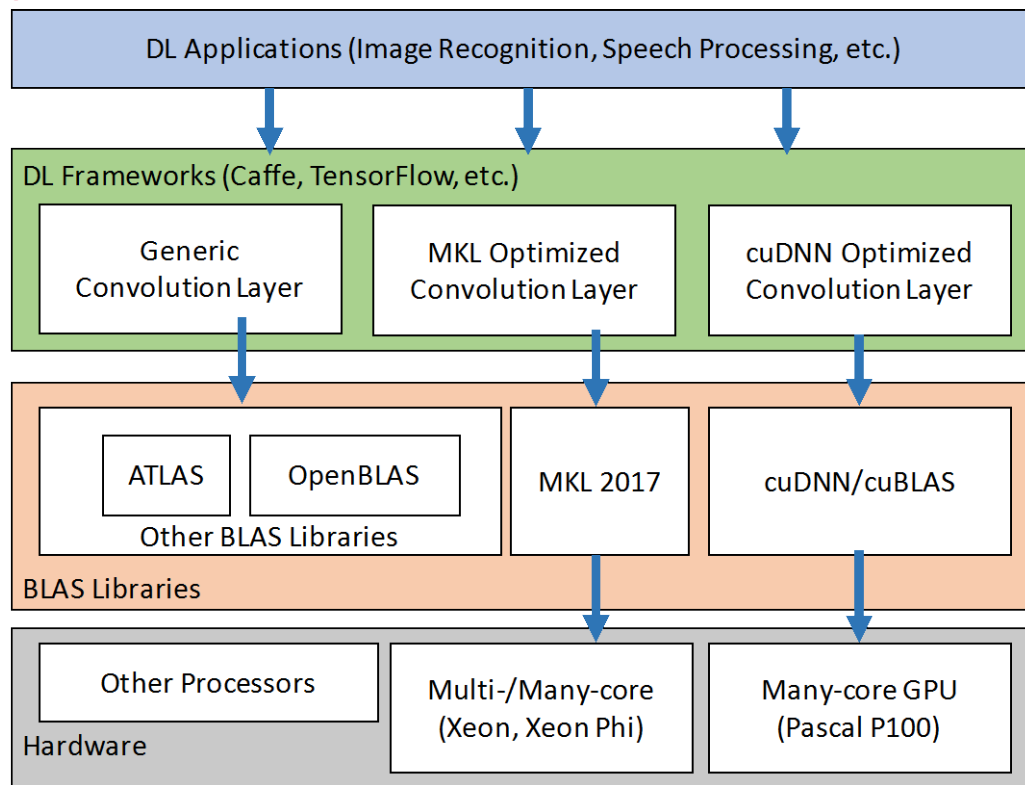 DL Applications (Image Recognition, Speech Processing, etc.)
DL Frameworks (Caffe, TensorFlow, etc.)
Generic
Convolution Layer
MKL Optimized
Convolution Layer
cuDNN Optimized
Convolution Layer
ATLAS
OpenBLAS
Other BLAS Libraries
MKL 2017
cuDNN/cuBLAS
BLAS Libraries
Other Processors
Multi-/Many-core
(Xeon, Xeon Phi)
Many-core GPU
(Pascal P100)
Hardware